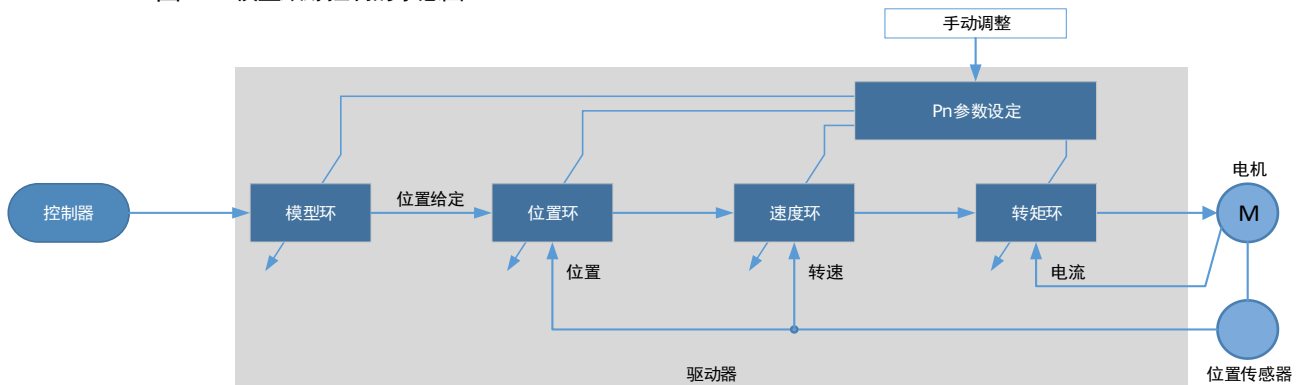 手动调整
Pn参数设定
电机
控制器
模型环
位置给定
位置环
速度环
转矩环
M
位置
转速
电流
驱动器
位置传感器